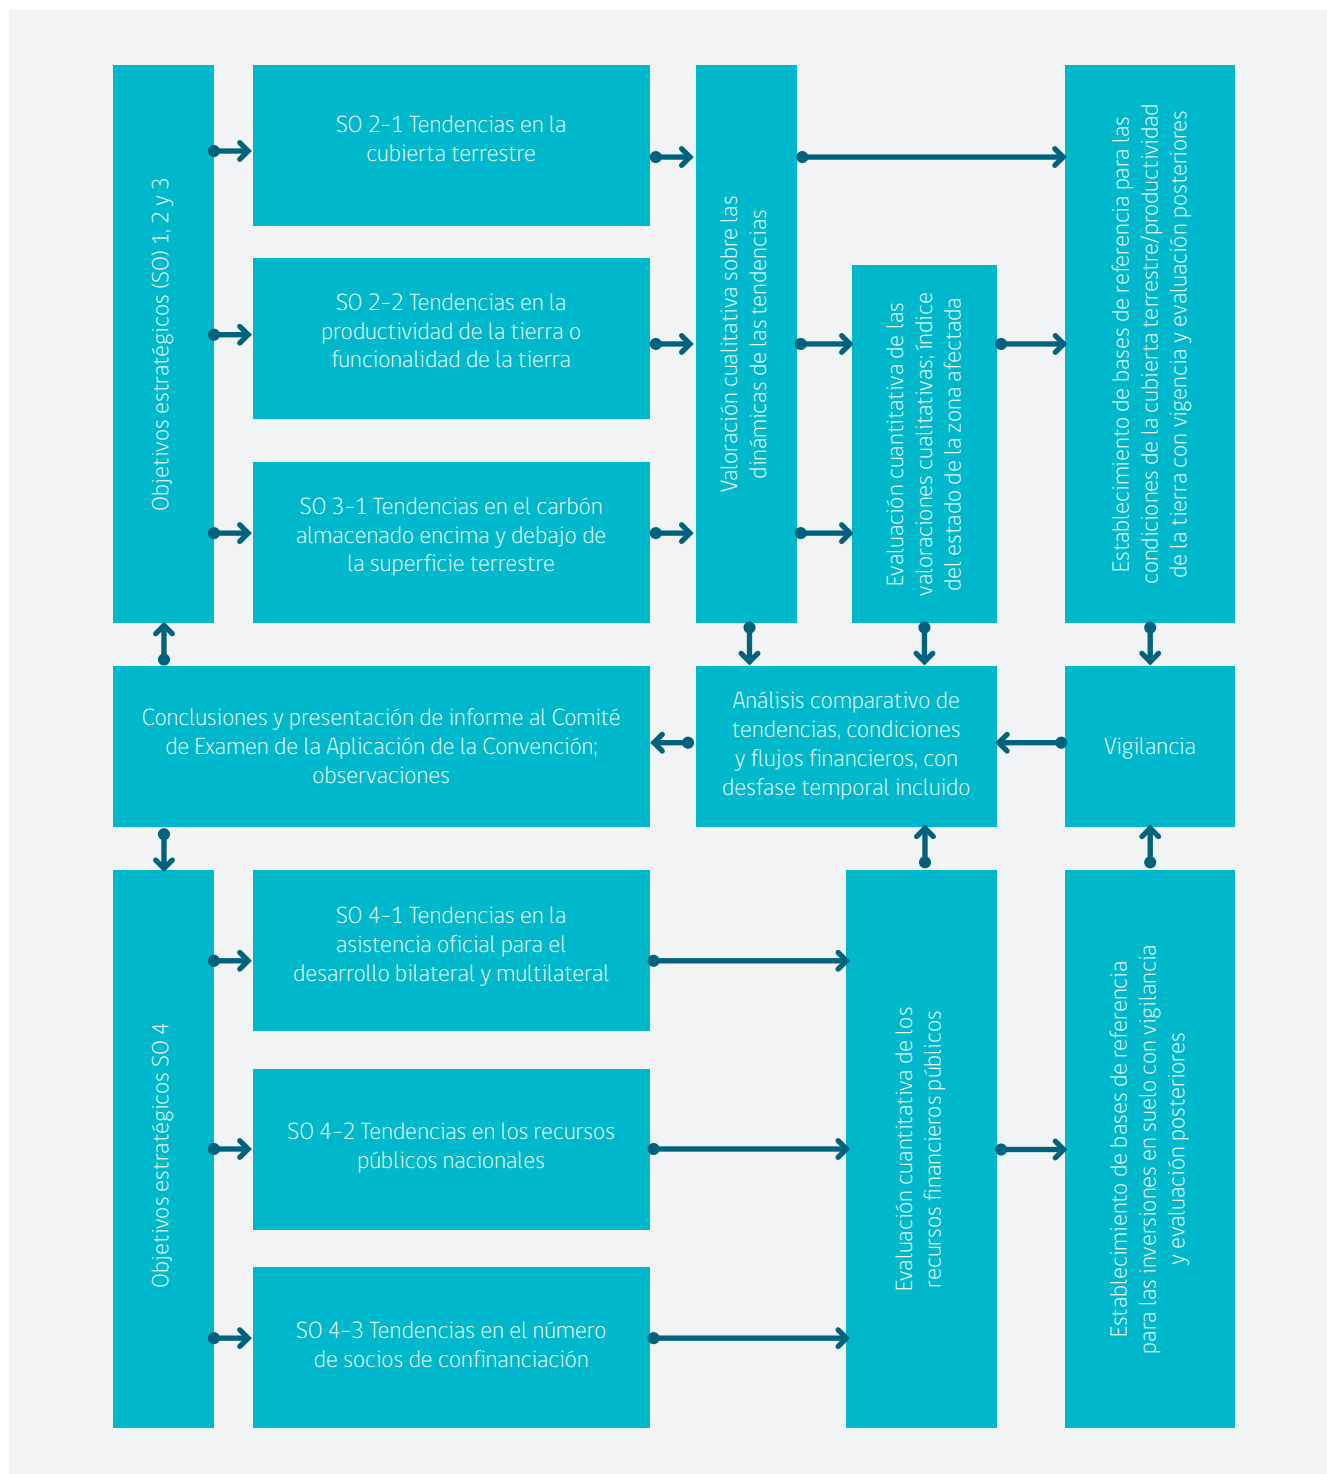 Objetivos estratégicos (SO) 1, 2 y 3
SO 2-1 Tendencias en la
cubierta terrestre
SO 2-2 Tendencias en la
productividad de la tierra o
funcionalidad de la tierra
SO 3-1 Tendencias en el carbón
almacenado encima y debajo de
la superficie terrestre
Valoración cualitativa sobre las
dinámicas de las tendencias
Evaluación cuantitativa de las
valoraciones cualitativas; índice
del estado de la zona afectada
Establecimiento de bases de referencia para las
condiciones de la cubierta terrestre/productividad
de la tierra con vigencia y evaluación posteriores
Conclusiones y presentación de informe al Comité
de Examen de la Aplicación de la Convención;
observaciones
Análisis comparativo de
tendencias, condiciones
y flujos financieros, con
desfase temporal incluido
Vigilancia
Objetivos estratégicos SO 4
SO 4-1 Tendencias en la
asistencia oficial para el
desarrollo bilateral y multilateral
SO 4-2 Tendencias en los recursos
públicos nacionales
SO 4-3 Tendencias en el número
de socios de confinanciación
Evaluación cuantitativa de los
recursos financieros públicos
Establecimiento de bases de referencia
para las inversiones en suelo con vigilancia
y evaluación posteriores